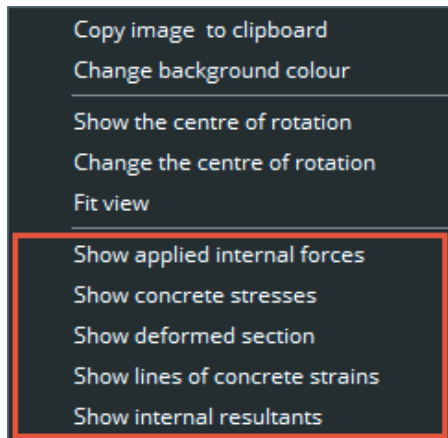 Copy image  to clipboard
Change background colour
Show the centre of rotation
Change the centre of rotation
Fit view
Show applied internal forces
Show concrete stresses
Show deformed section
Show lines of concrete strains
Show internal resultants